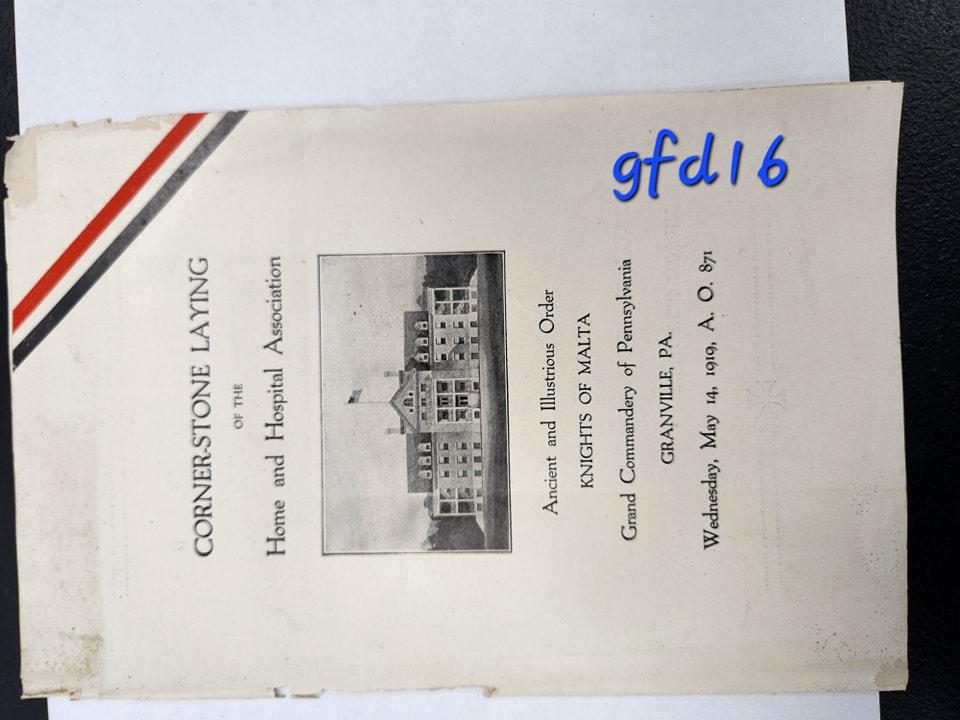 CORNER-STONE LAYING
OF THE
Home and Hospital Association
Ancient and Illustrious Order
KNIGHTS OF MALTA
Grand Commandery of Pennsylvania
GRANVILLE, PA.
Wednesday, May 14, 1919, A. O. 871
gfd16